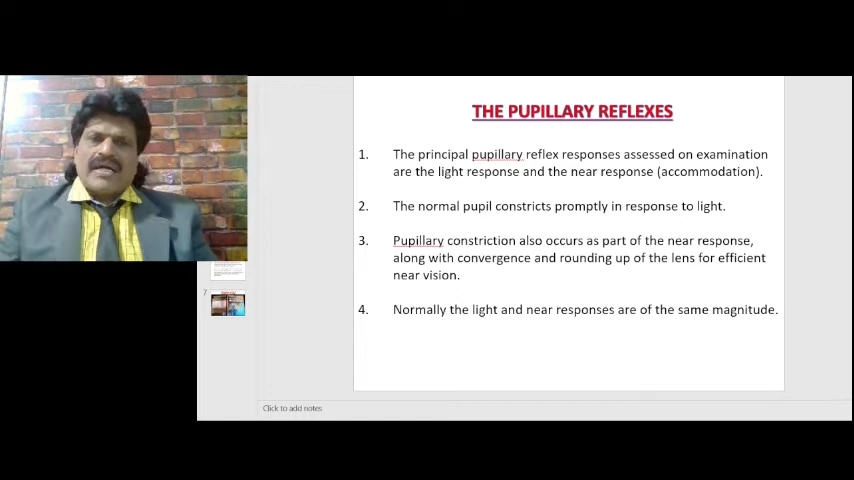 THE PUPILLARY REFLEXES
1. The principal pupillary reflex responses assessed on examination
are the light response and the near response (accommodation).
2. The normal pupil constricts promptly in response to light.
3. Pupillary constriction also occurs as part of the near response,
along with convergence and rounding up of the lens for efficient
near vision.
4. Normally the light and near responses are of the same magnitude.
7
Click to add notes